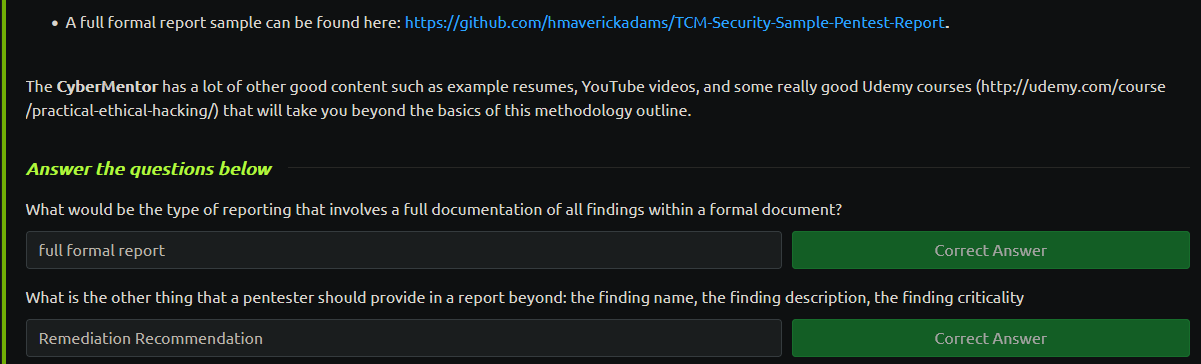 • A full formal report sample can be found here: https://github.com/hmaverickadams/TCM-Security-Sample-Pentest-Report.
The CyberMentor has a lot of other good content such as example resumes, YouTube videos, and some really good Udemy courses (http://udemy.com/course
/practical-ethical-hacking/) that will take you beyond the basics of this methodology outline.
Answer the questions below
What would be the type of reporting that involves a full documentation of all findings within a formal document?
full formal report
Correct Answer
What is the other thing that a pentester should provide in a report beyond: the finding name, the finding description, the finding criticality
Remediation Recommendation
Correct Answer